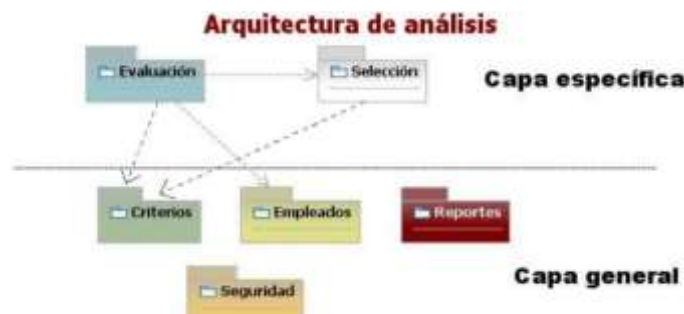 Arquitectura de análisis
Evaluación
Selección
Capa específica
Criterios
Empleados
Reportes
Capa general
Seguridad